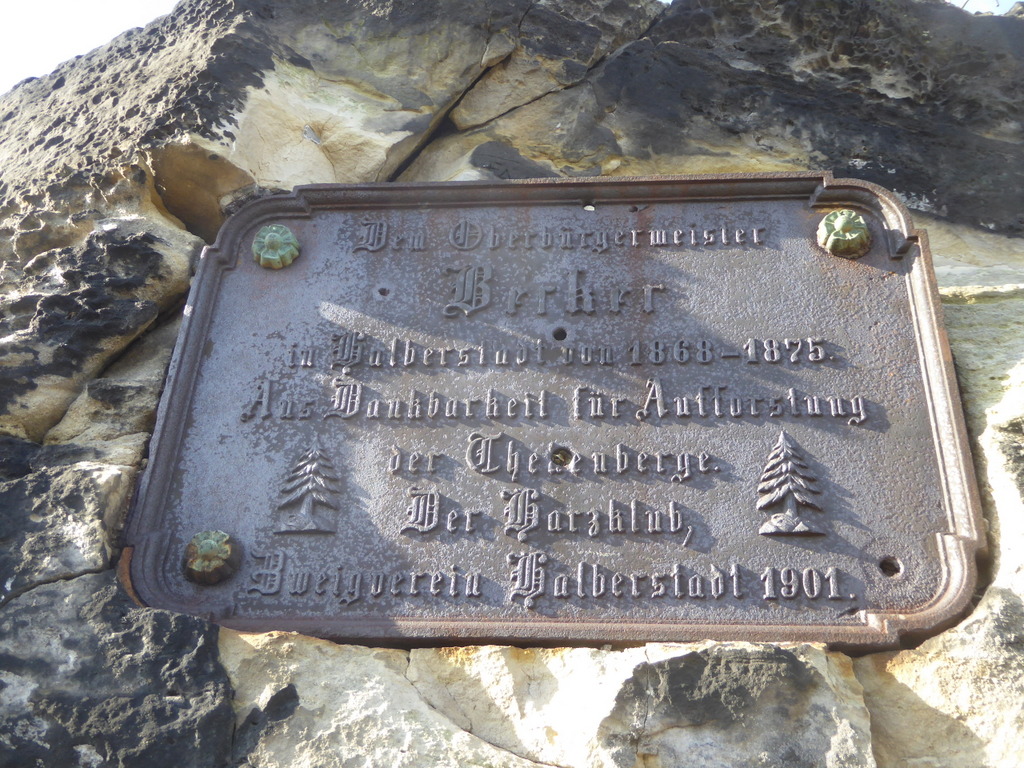 Dem Oberbürgermeister
Becker
in Halberstadt von 1868-1875.
Aus Dankbarkeit für Aufforstung
der Thekenberge.
Der Harzklub,
Zweigverein Halberstadt 1901.